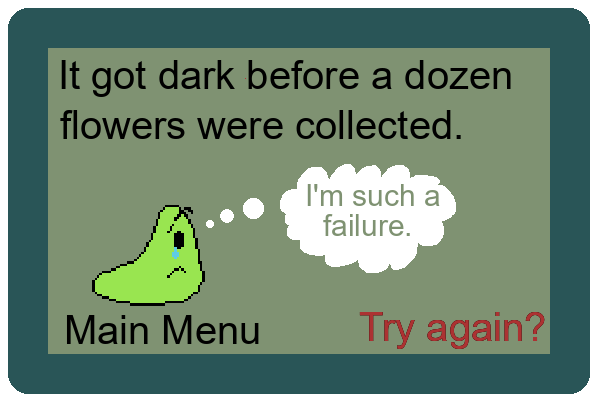 It got dark before a dozen
flowers were collected.
I'm such a
failure.
Main Menu
Try again?